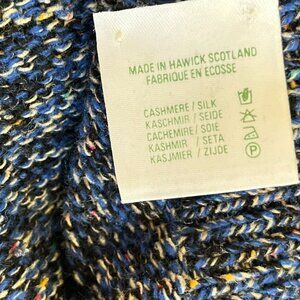 MADE IN HAWICK SCOTLAND
FABRIQUE EN ECOSSE
CASHMERE / SILK
KASCHMIR / SEIDE
CACHEMIRE / SOIE
KASHMIR / SETA
KASJMIER / ZIJDE
P